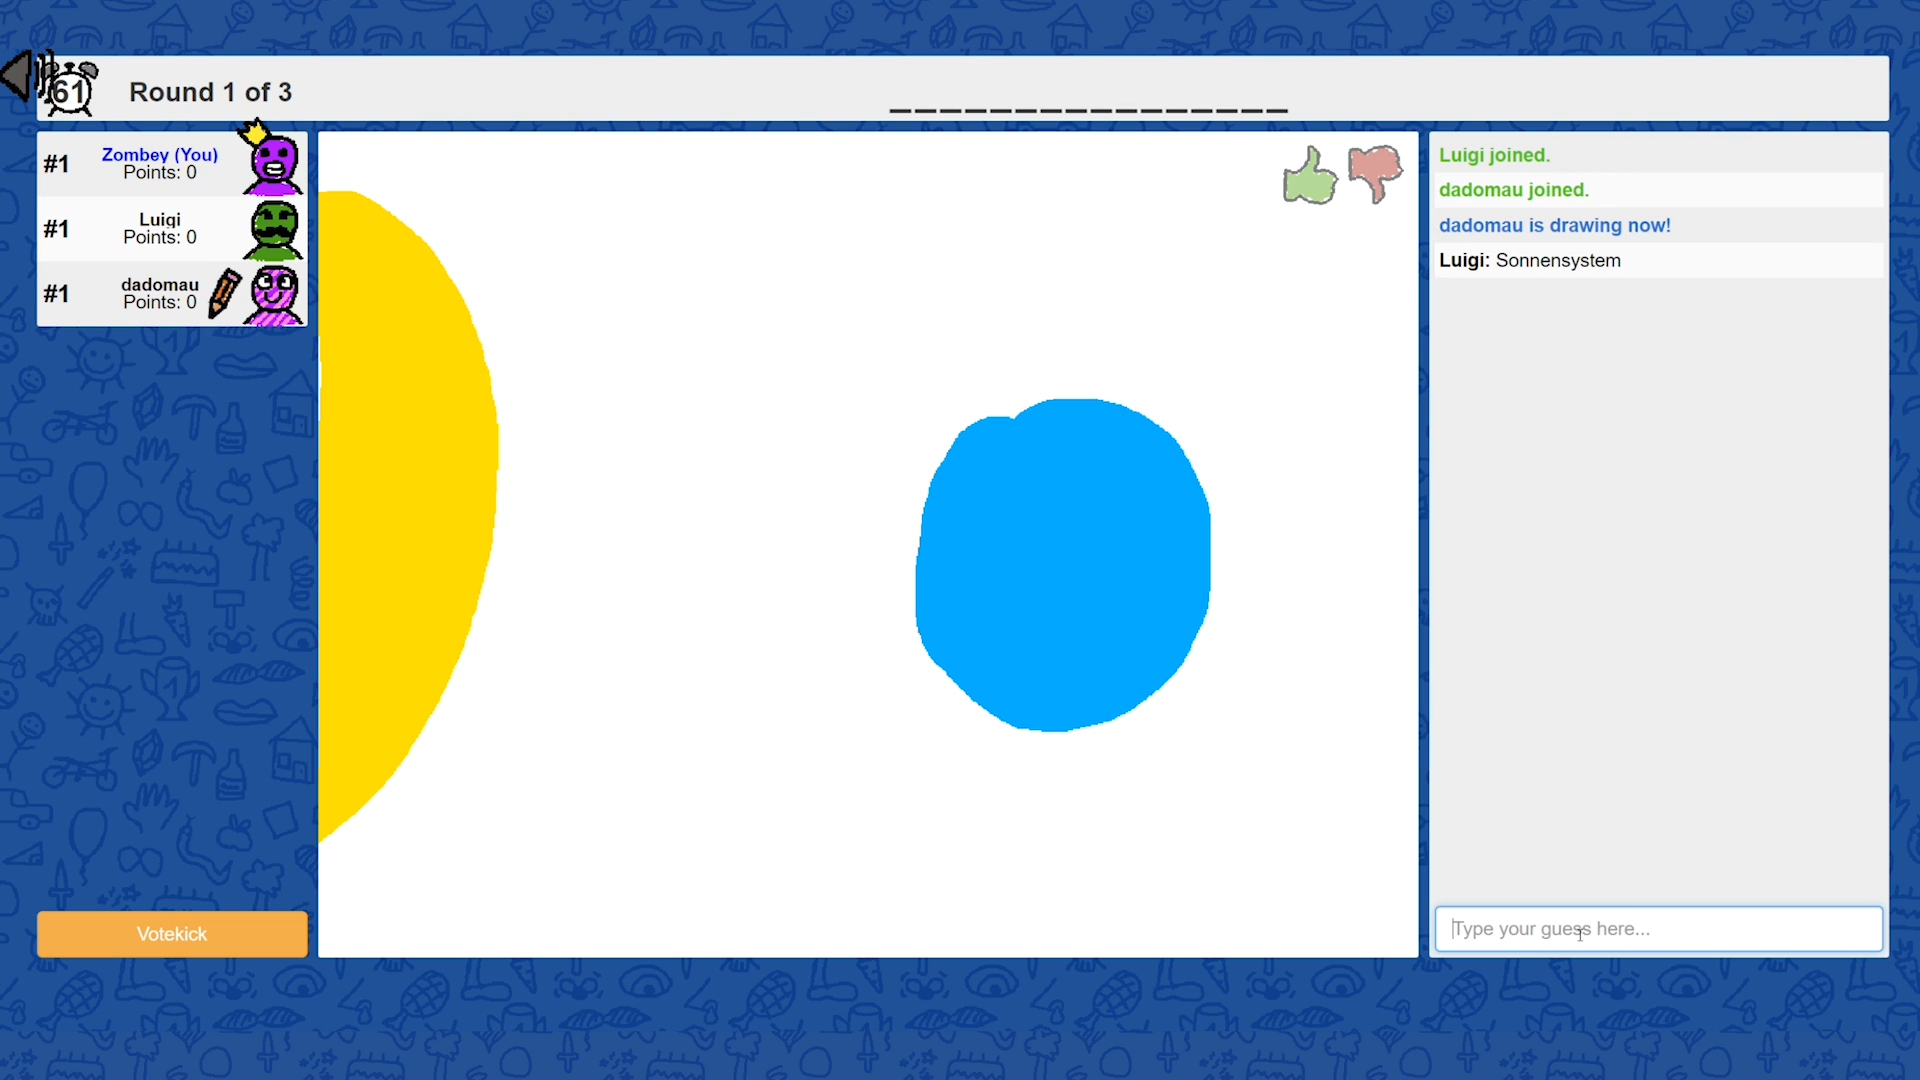 61
Round 1 of 3
________________
#1
Zombey (You)
Points: 0
#1
Luigi
Points: 0
#1
dadomau
Points: 0
Votekick
Luigi joined.
dadomau joined.
dadomau is drawing now!
Luigi: Sonnensystem
Type your guess here...